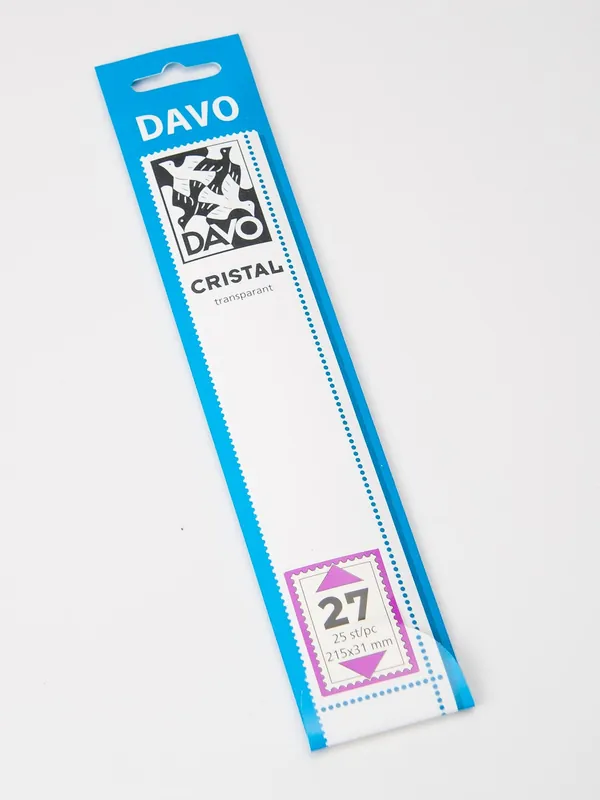 DAVO
DAVO
CRISTAL
transparant
27
25 st/pc
215x31 mm